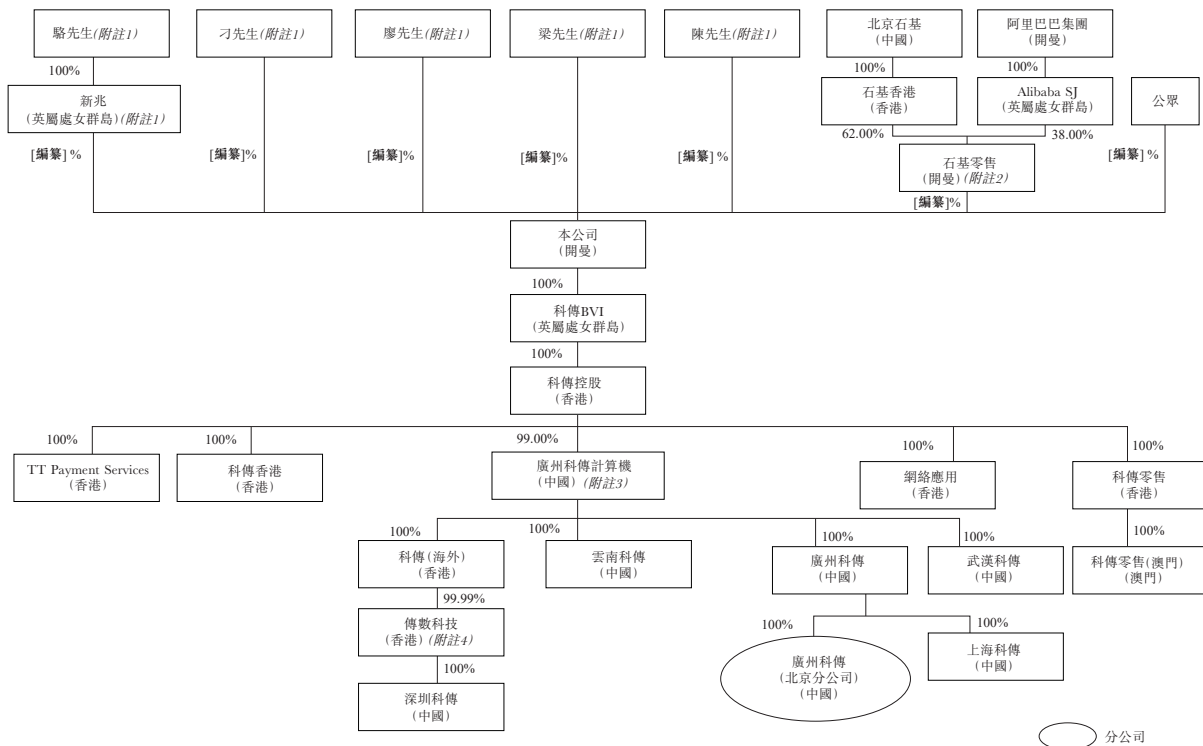 駱先生(附註1)
刁先生(附註1)
廖先生(附註1)
梁先生(附註1)
陳先生(附註1)
北京石基
(中國)
阿里巴巴集團
(開曼)
100%
100%
100%
新兆
(英屬處女群島)(附註1)
石基香港
(香港)
Alibaba SJ
(英屬處女群島)
公眾
62.00%
38.00%
[編纂] %
[編纂] %
[編纂] %
[編纂] %
[編纂] %
石基零售
(開曼)(附註2)
[編纂] %
[編纂]%
本公司
(開曼)
100%
科傳BVI
(英屬處女群島)
100%
科傳控股
(香港)
100%
100%
99.00%
100%
100%
TT Payment Services
(香港)
科傳香港
(香港)
廣州科傳計算機
(中國) (附註3)
網絡應用
(香港)
科傳零售
(香港)
100%
100%
100%
100%
100%
科傳(海外)
(香港)
雲南科傳
(中國)
廣州科傳
(中國)
武漢科傳
(中國)
科傳零售(澳門)
(澳門)
99.99%
傳數科技
(香港) (附註4)
100%
100%
100%
廣州科傳
(北京分公司)
(中國)
上海科傳
(中國)
深圳科傳
(中國)
分公司